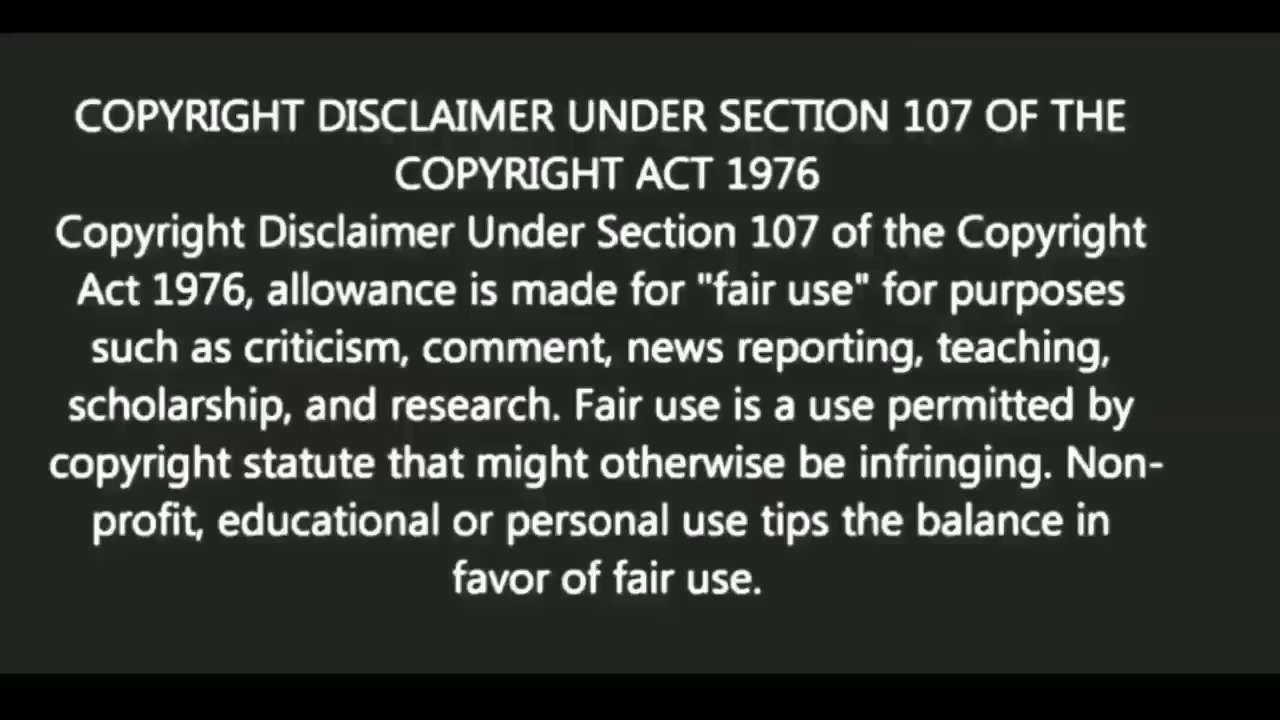 COPYRIGHT DISCLAIMER UNDER SECTION 107 OF THE
COPYRIGHT ACT 1976
Copyright Disclaimer Under Section 107 of the Copyright
Act 1976, allowance is made for "fair use" for purposes
such as criticism, comment, news reporting, teaching,
scholarship, and research. Fair use is a use permitted by
copyright statute that might otherwise be infringing. Non-
profit, educational or personal use tips the balance in
favor of fair use.